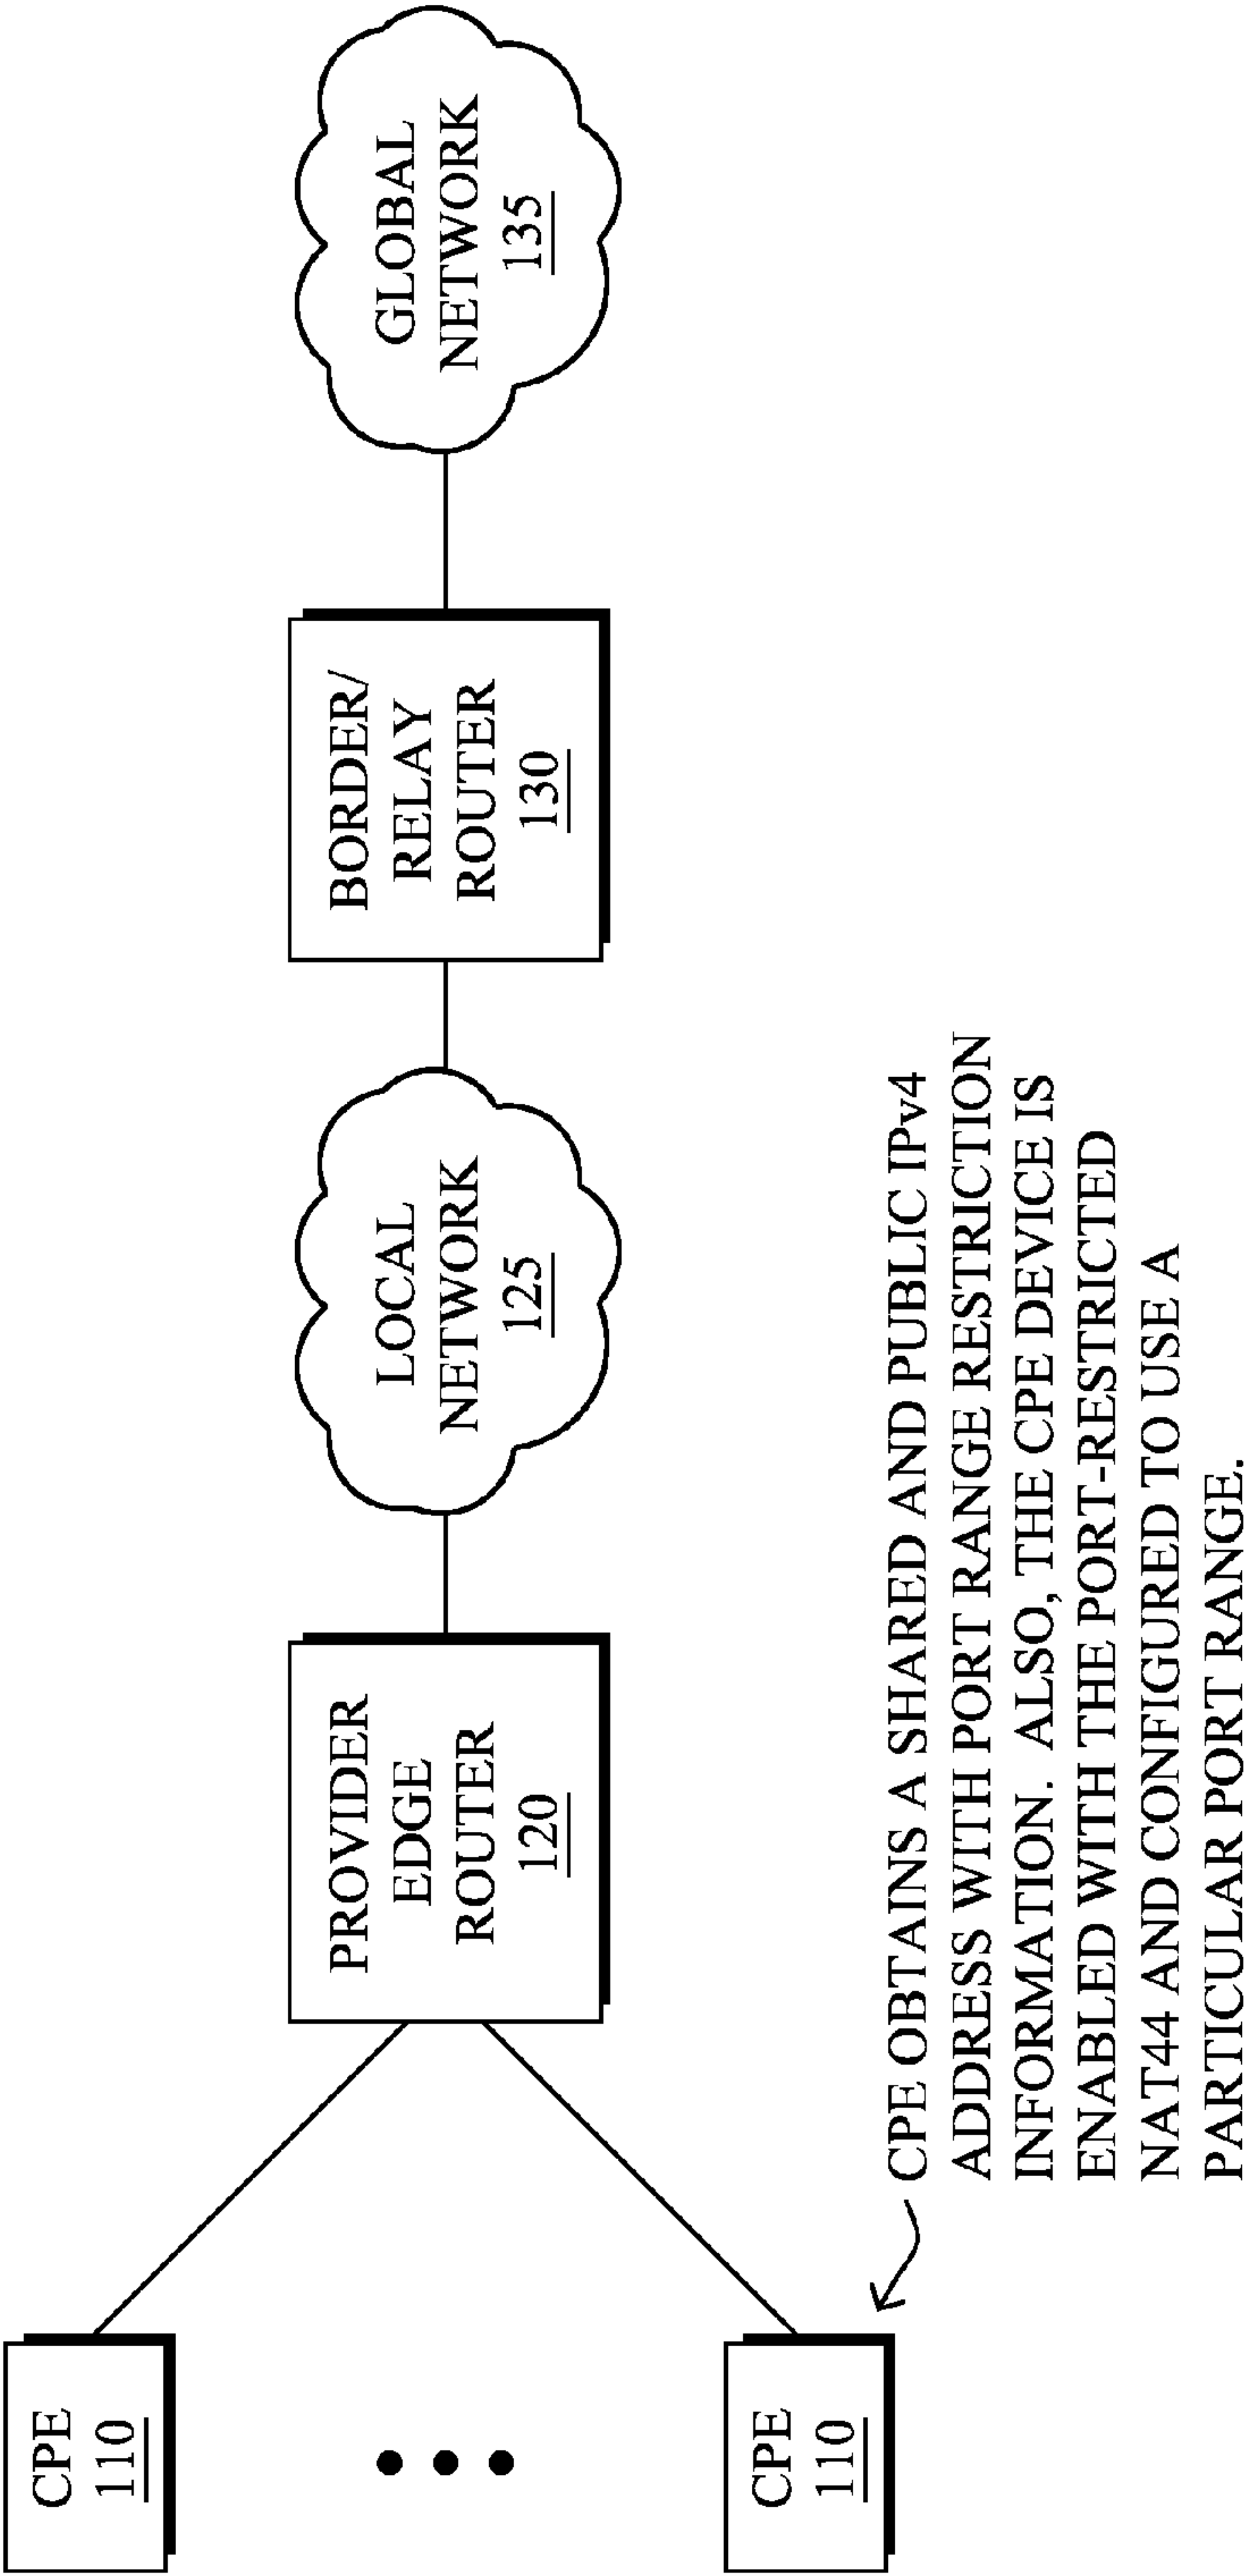 CPE
110
CPE
110
PROVIDER
EDGE
ROUTER
120
LOCAL
NETWORK
125
BORDER/
RELAY
ROUTER
130
GLOBAL
NETWORK
135
CPE OBTAINS A SHARED AND PUBLIC IPv4
ADDRESS WITH PORT RANGE RESTRICTION
INFORMATION. ALSO, THE CPE DEVICE IS
ENABLED WITH THE PORT-RESTRICTED
NAT44 AND CONFIGURED TO USE A
PARTICULAR PORT RANGE.